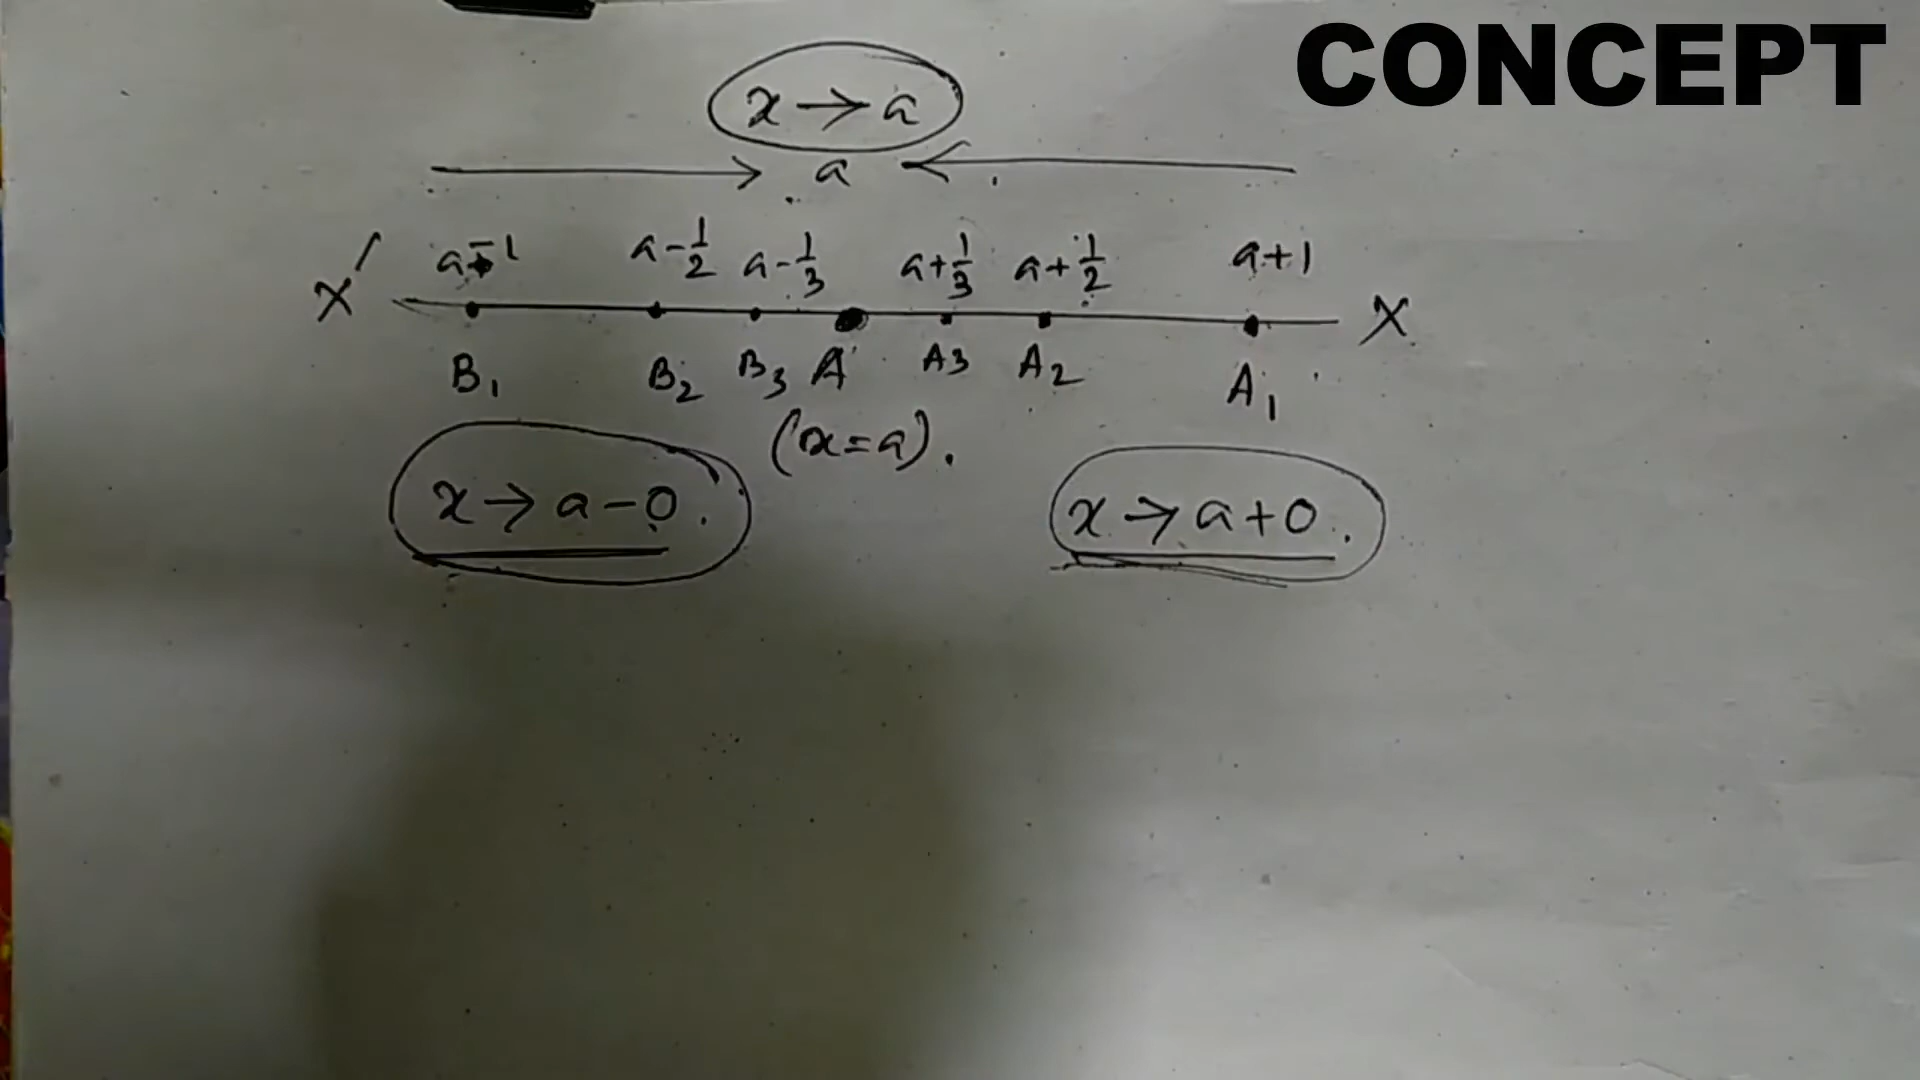 CONCEPT
x → a
a
a-1 a-1/2 a-1/3 a+1/3 a+1/2 a+1
X' X
B1 B2 B3 A A3 A2 A1
(x=a).
x → a-0. x → a+0.